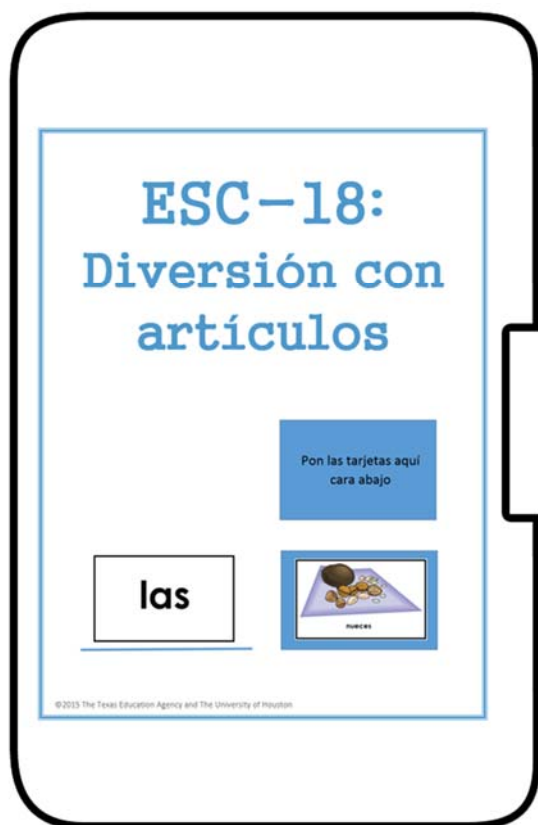 ESC-18:
Diversión con
artículos
Pon las tarjetas aquí
cara abajo
las
nueces
©2015 The Texas Education Agency and The University of Houston